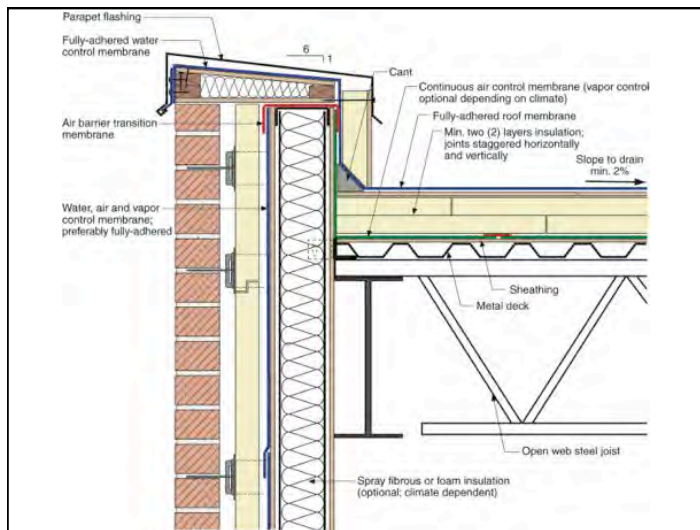 Parapet flashing
Fully-adhered water
control membrane
6
1
Cant
Continuous air control membrane (vapor control
optional depending on climate)
Fully-adhered roof membrane
Min. two (2) layers insulation;
joints staggered horizontally
and vertically
Slope to drain
min. 2%
Air barrier transition
membrane
Water, air and vapor
control membrane;
preferably fully-adhered
Sheathing
Metal deck
Open web steel joist
Spray fibrous or foam insulation
(optional; climate dependent)